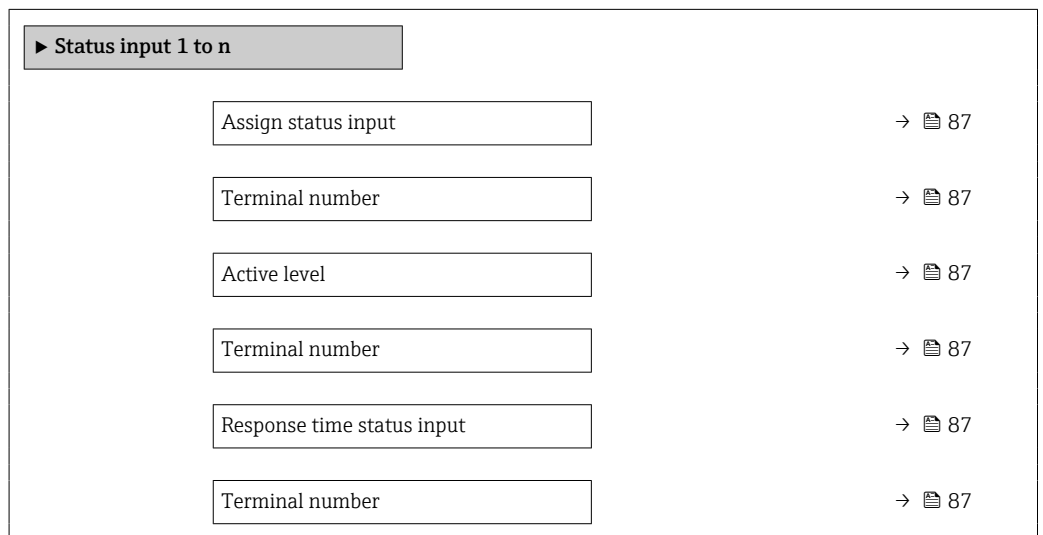 ► Status input 1 to n
Assign status input → 87
Terminal number → 87
Active level → 87
Terminal number → 87
Response time status input → 87
Terminal number → 87